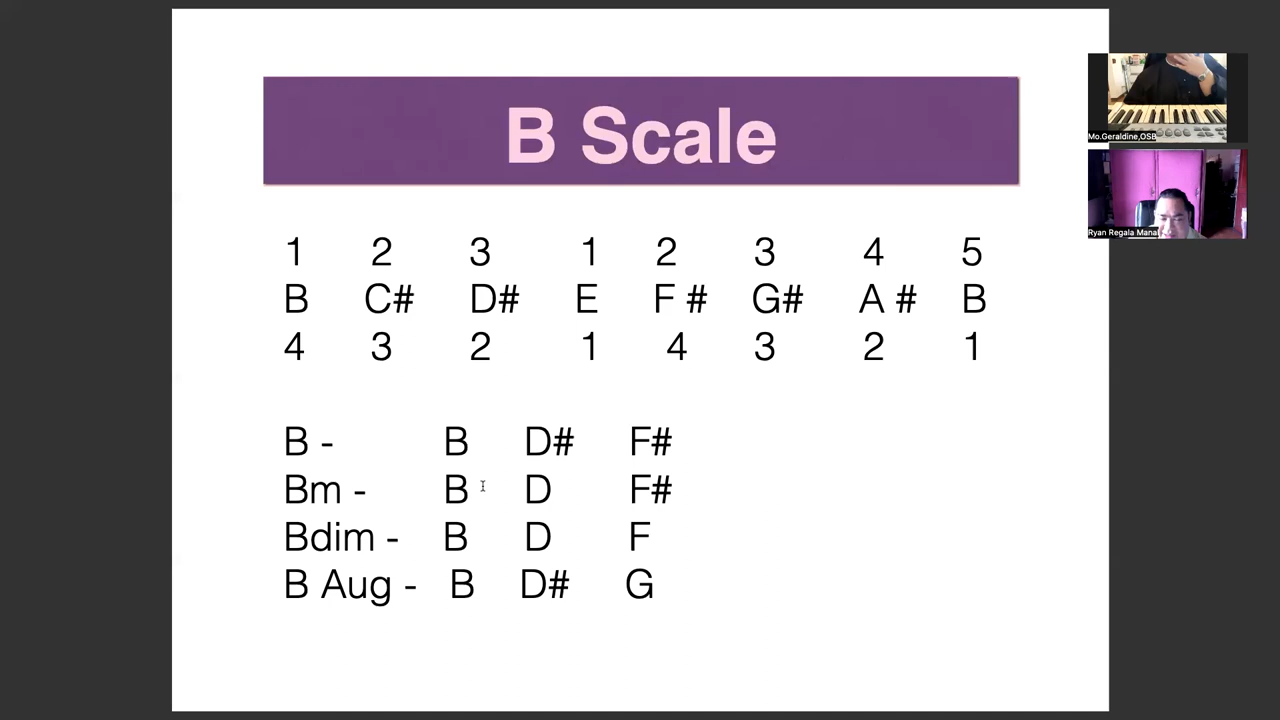 B Scale
1 2 3 1 2 3 4 5
B C# D# E F # G# A # B
4 3 2 1 4 3 2 1
B - B D# F#
Bm - B D F#
Bdim - B D F
B Aug - B D# G
Mo.Geraldine,OSB
Ryan Regala Manal